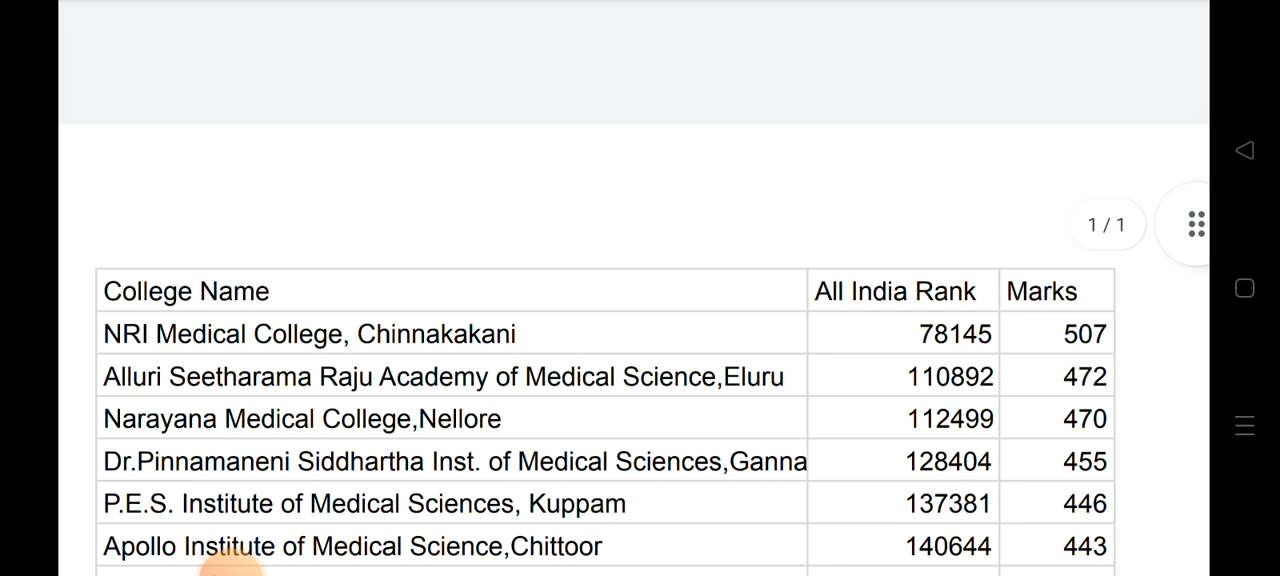 1 / 1
College Name All India Rank Marks
NRI Medical College, Chinnakakani 78145 507
Alluri Seetharama Raju Academy of Medical Science,Eluru 110892 472
Narayana Medical College,Nellore 112499 470
Dr.Pinnamaneni Siddhartha Inst. of Medical Sciences,Ganna 128404 455
P.E.S. Institute of Medical Sciences, Kuppam 137381 446
Apollo Institute of Medical Science,Chittoor 140644 443